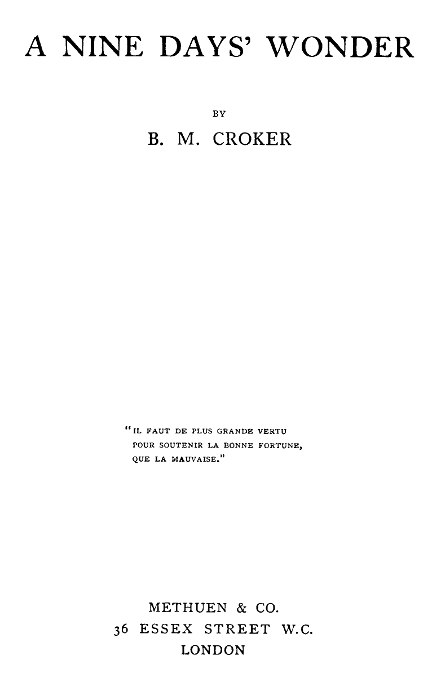 A NINE DAYS’ WONDER
BY
B. M. CROKER
“IL FAUT DE PLUS GRANDE VERTU
POUR SOUTENIR LA BONNE FORTUNE,
QUE LA MAUVAISE.”
METHUEN & CO.
36 ESSEX STREET W.C.
LONDON